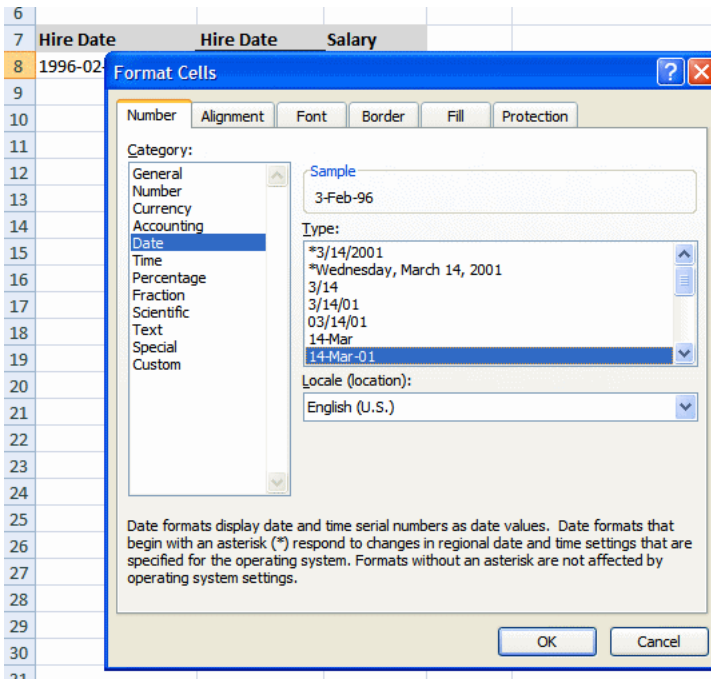 6
7 Hire Date Hire Date Salary
8 1996-02-
Format Cells
9
10 Number Alignment Font Border Fill Protection
11 Category:
12 General Sample
13 Number 3-Feb-96
Currency
14 Accounting Type:
15 Date *3/14/2001
Time *Wednesday, March 14, 2001
16 Percentage 3/14
17 Fraction 3/14/01
Scientific 03/14/01
18 Text 14-Mar
19 Special 14-Mar-01
Custom Locale (location):
20
21 English (U.S.)
22
23
24
25 Date formats display date and time serial numbers as date values. Date formats that
26 begin with an asterisk (*) respond to changes in regional date and time settings that are
27 specified for the operating system. Formats without an asterisk are not affected by
operating system settings.
28
29
OK Cancel
30
31